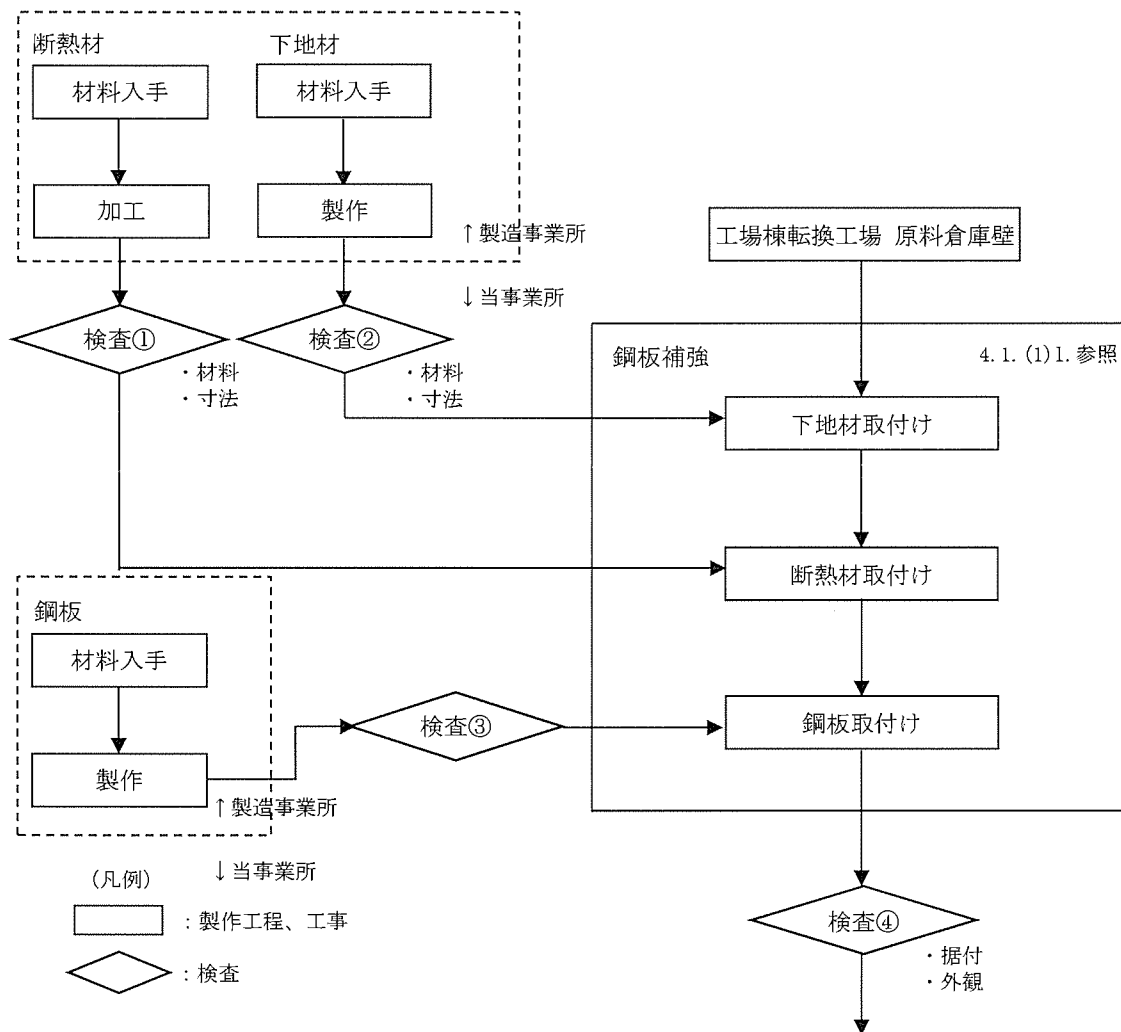 断熱材
下地材
材料入手
材料入手
加工
製作
↑製造事業所
↓当事業所
検査①
・材料
・寸法
検査②
・材料
・寸法
工場棟転換工場 原料倉庫壁
鋼板補強
4.1.(1)1.参照
下地材取付け
断熱材取付け
鋼板取付け
鋼板
材料入手
製作
↑製造事業所
↓当事業所
検査③
検査④
・据付
・外観
(凡例)
：製作工程、工事
：検査